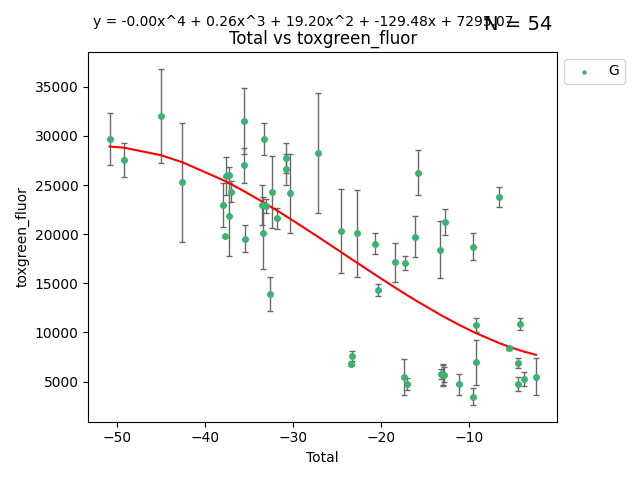 y = -0.00x^4 + 0.26x^3 + 19.20x^2 + -129.48x + 7295.07
N = 54
Total vs toxgreen_fluor
G
35000
30000
25000
20000
15000
10000
5000
toxgreen_fluor
−50 −40 −30 −20 −10
Total